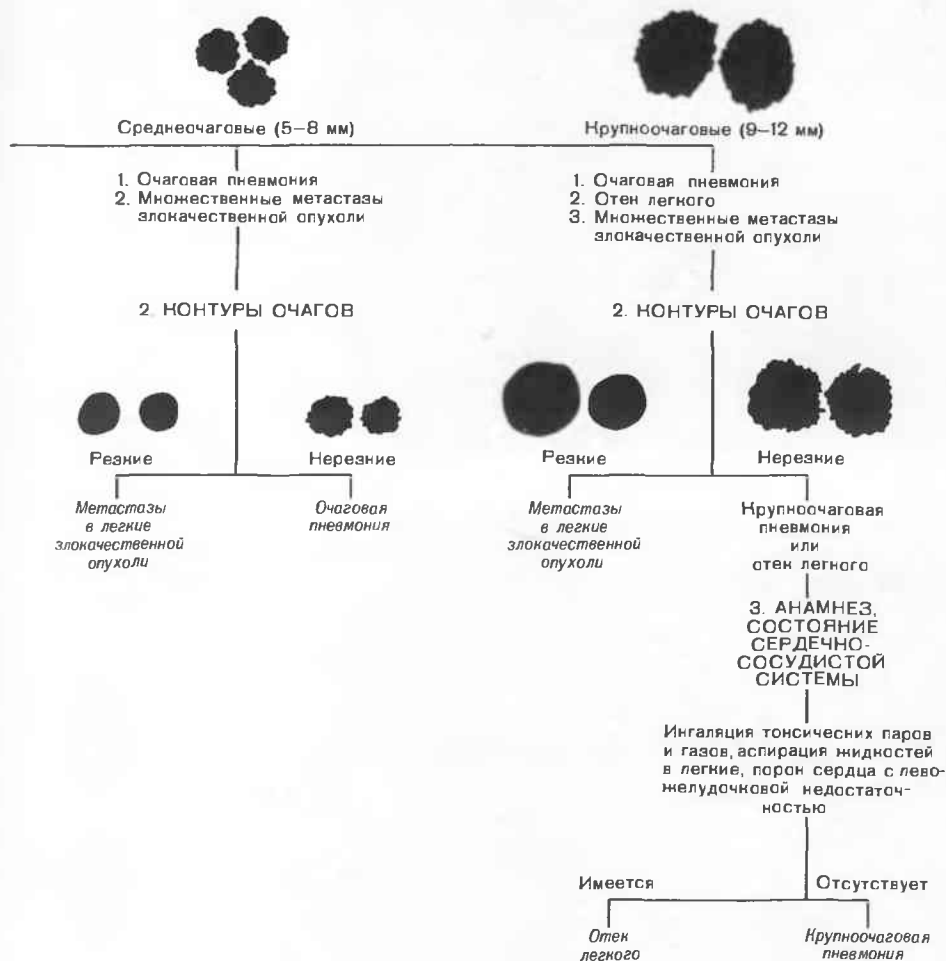 Среднеочаговые (5–8 мм)
1. Очаговая пневмония
2. Множественные метастазы
злокачественной опухоли
2. КОНТУРЫ ОЧАГОВ
Резкие
Нерезкие
Метастазы
в легкие
злокачественной
опухоли
Очаговая
пневмония
Крупноочаговые (9–12 мм)
1. Очаговая пневмония
2. Отек легкого
3. Множественные метастазы
злокачественной опухоли
2. КОНТУРЫ ОЧАГОВ
Резкие
Нерезкие
Метастазы
в легкие
злокачественной
опухоли
Крупноочаговая
пневмония
или
отек легкого
3. АНАМНЕЗ,
СОСТОЯНИЕ
СЕРДЕЧНО-
СОСУДИСТОЙ
СИСТЕМЫ
Ингаляция токсических паров
и газов, аспирация жидкостей
в легкие, порок сердца с лево-
желудочковой недостаточ-
ностью
Имеется
Отсутствует
Отек
легкого
Крупноочаговая
пневмония